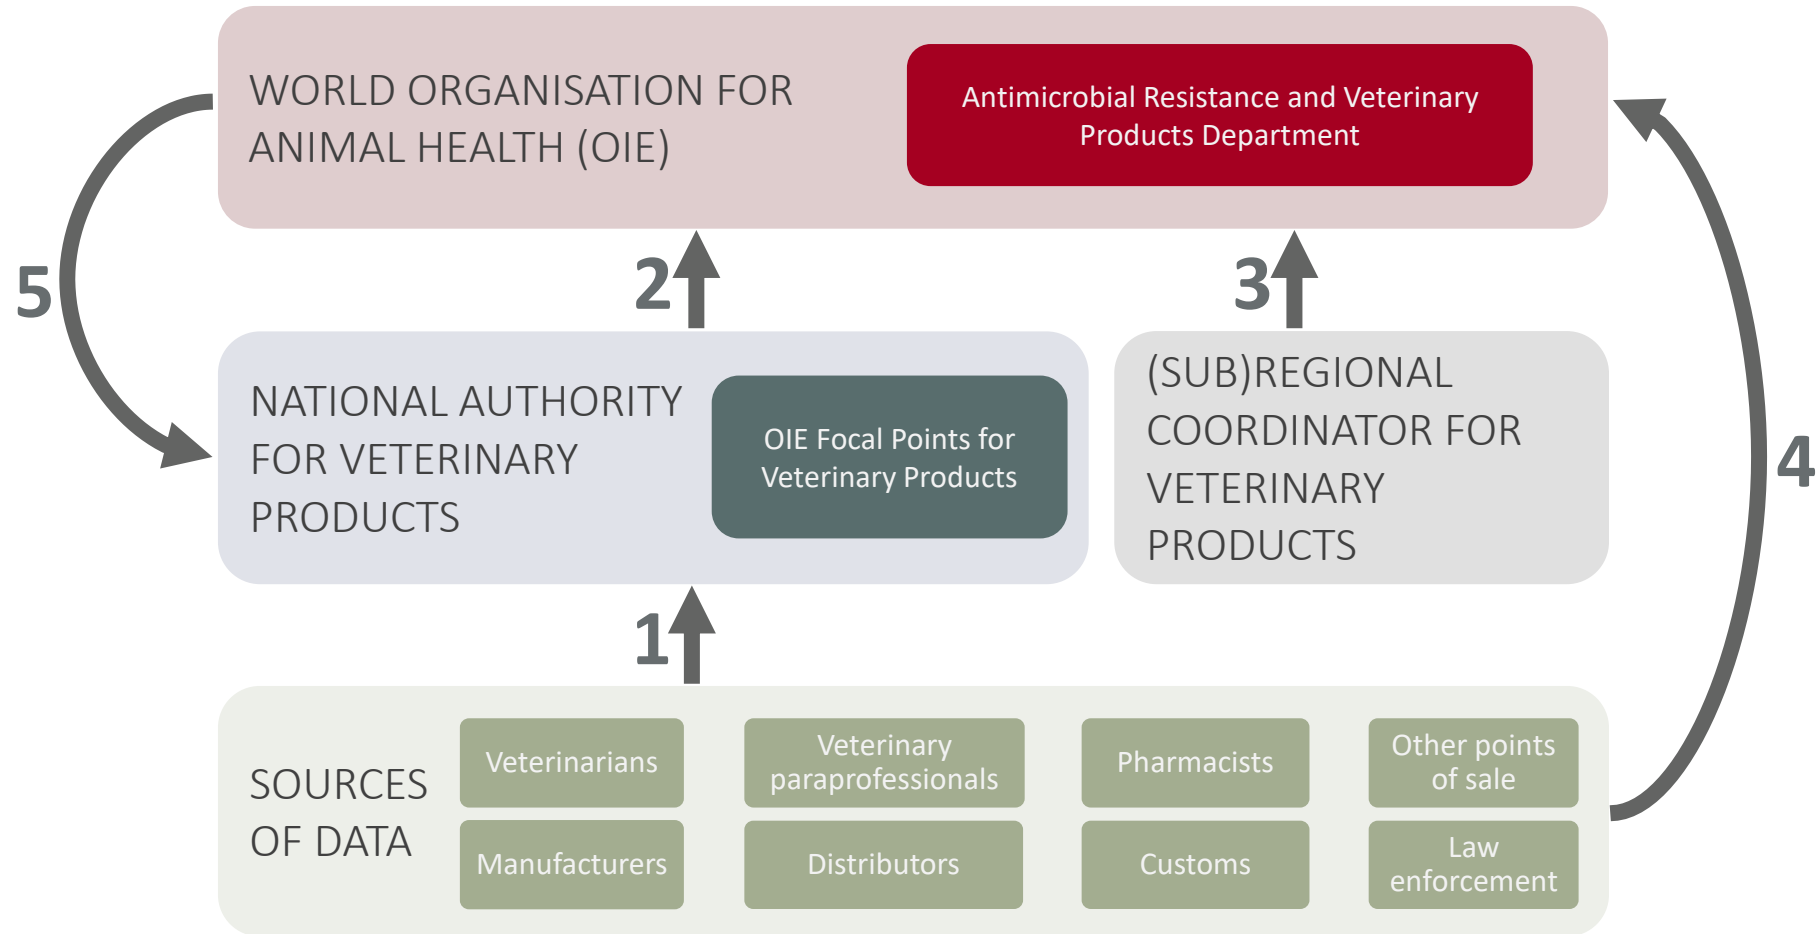 WORLD ORGANISATION FOR
ANIMAL HEALTH (OIE)
Antimicrobial Resistance and Veterinary
Products Department
5
2
3
4
NATIONAL AUTHORITY
FOR VETERINARY
PRODUCTS
OIE Focal Points for
Veterinary Products
(SUB)REGIONAL
COORDINATOR FOR
VETERINARY
PRODUCTS
1
SOURCES
OF DATA
Veterinarians
Veterinary
paraprofessionals
Pharmacists
Other points
of sale
Manufacturers
Distributors
Customs
Law
enforcement